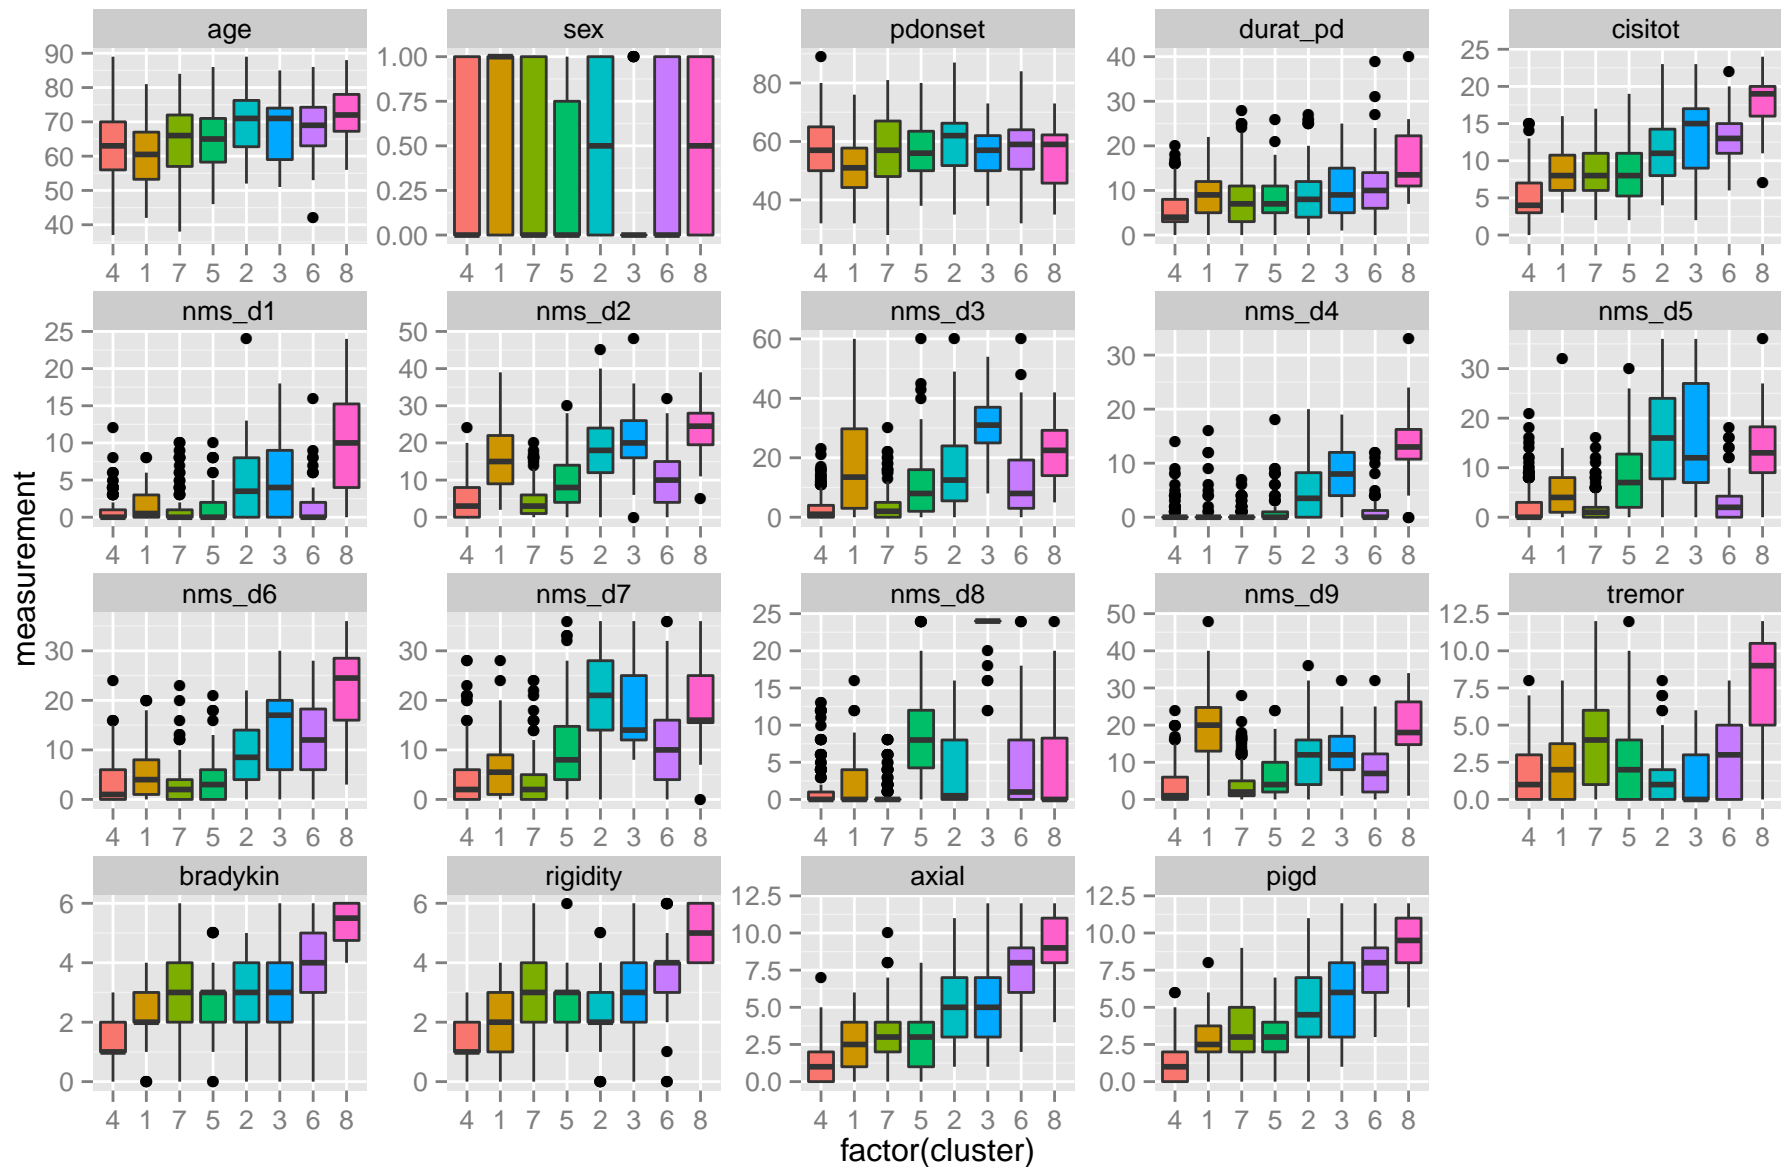 age sex pdonset durat_pd cisitot
90 80 70 60 50 40
1.00 0.75 0.50 0.25 0.00
80 60 40
40 30 20 10 0
25 20 15 10 5 0
4 1 7 5 2 3 6 8 4 1 7 5 2 3 6 8 4 1 7 5 2 3 6 8 4 1 7 5 2 3 6 8 4 1 7 5 2 3 6 8
nms_d1 nms_d2 nms_d3 nms_d4 nms_d5
25 20 15 10 5 0
50 40 30 20 10 0
60 40 20 0
30 20 10 0
30 20 10 0
4 1 7 5 2 3 6 8 4 1 7 5 2 3 6 8 4 1 7 5 2 3 6 8 4 1 7 5 2 3 6 8 4 1 7 5 2 3 6 8
measurement
nms_d6 nms_d7 nms_d8 nms_d9 tremor
30 20 10 0
30 20 10 0
25 20 15 10 5 0
50 40 30 20 10 0
12.5 10.0 7.5 5.0 2.5 0.0
4 1 7 5 2 3 6 8 4 1 7 5 2 3 6 8 4 1 7 5 2 3 6 8 4 1 7 5 2 3 6 8 4 1 7 5 2 3 6 8
bradykin rigidity axial pigd
6 4 2 0
6 4 2 0
12.5 10.0 7.5 5.0 2.5 0.0
12.5 10.0 7.5 5.0 2.5 0.0
4 1 7 5 2 3 6 8 4 1 7 5 2 3 6 8 4 1 7 5 2 3 6 8 4 1 7 5 2 3 6 8
factor(cluster)